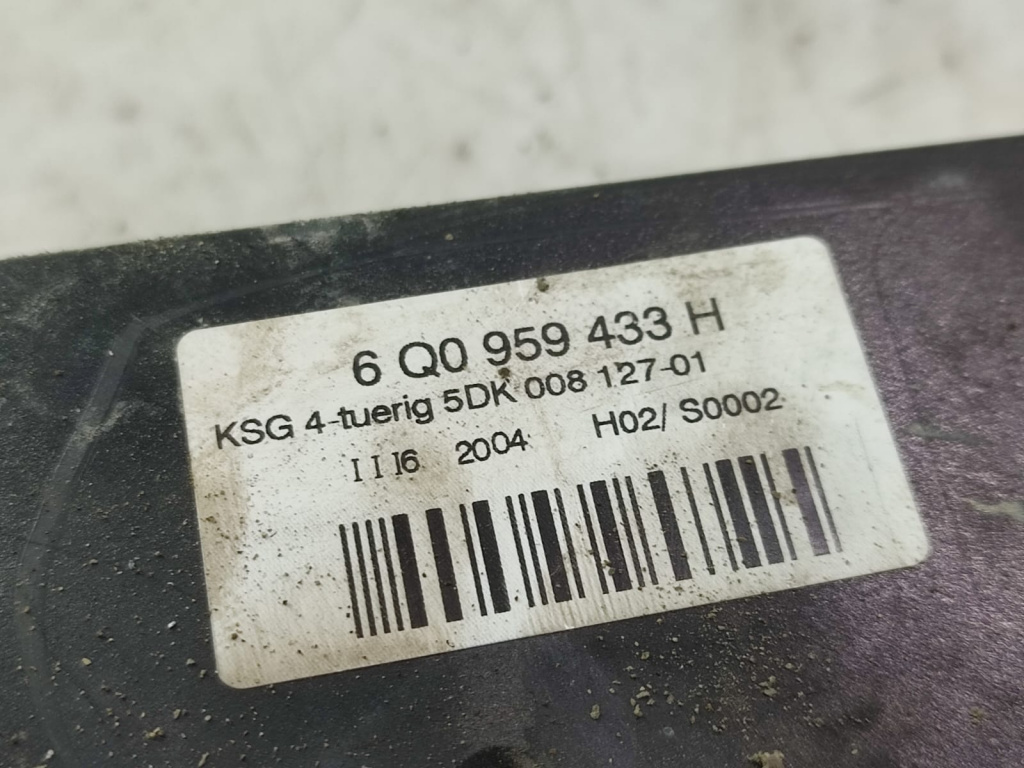 6 Q0 959 433 H
KSG 4-tuerig 5DK 008 127-01
I I I6 2004 H02/ S0002